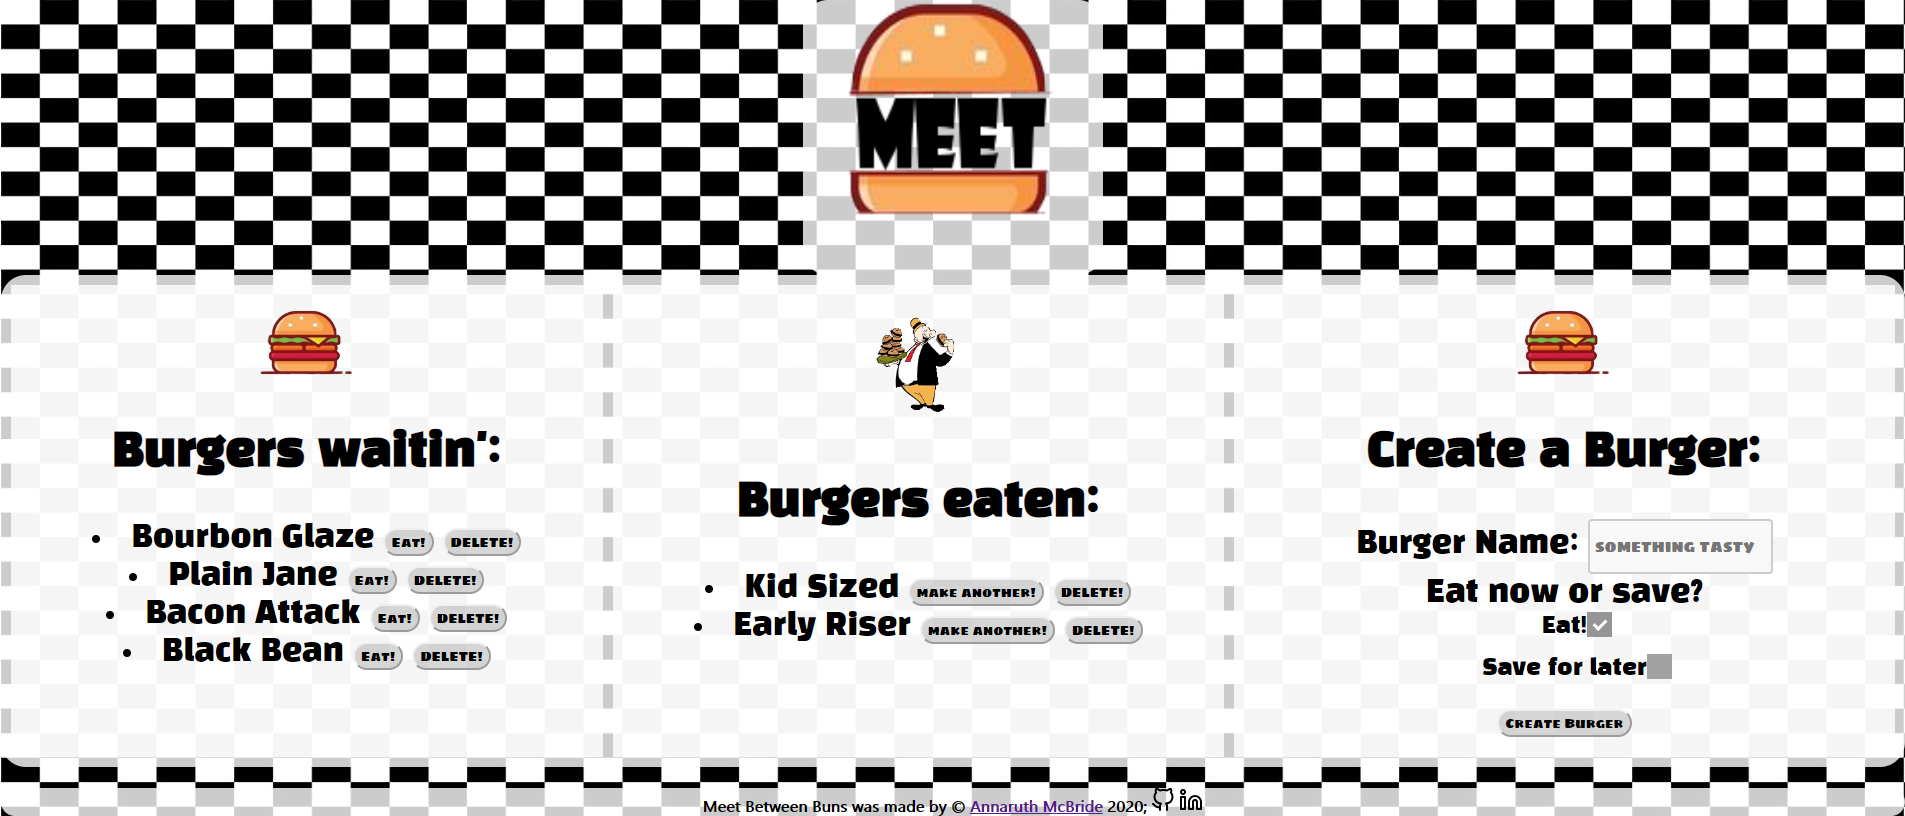 MEET
Burgers waitin':
Bourbon Glaze EAT! DELETE!
Plain Jane EAT! DELETE!
Bacon Attack EAT! DELETE!
Black Bean EAT! DELETE!
Burgers eaten:
Kid Sized MAKE ANOTHER! DELETE!
Early Riser MAKE ANOTHER! DELETE!
Create a Burger:
Burger Name: SOMETHING TASTY
Eat now or save?
Eat!
Save for later
Create Burger
Meet Between Buns was made by © Annaruth McBride 2020; in